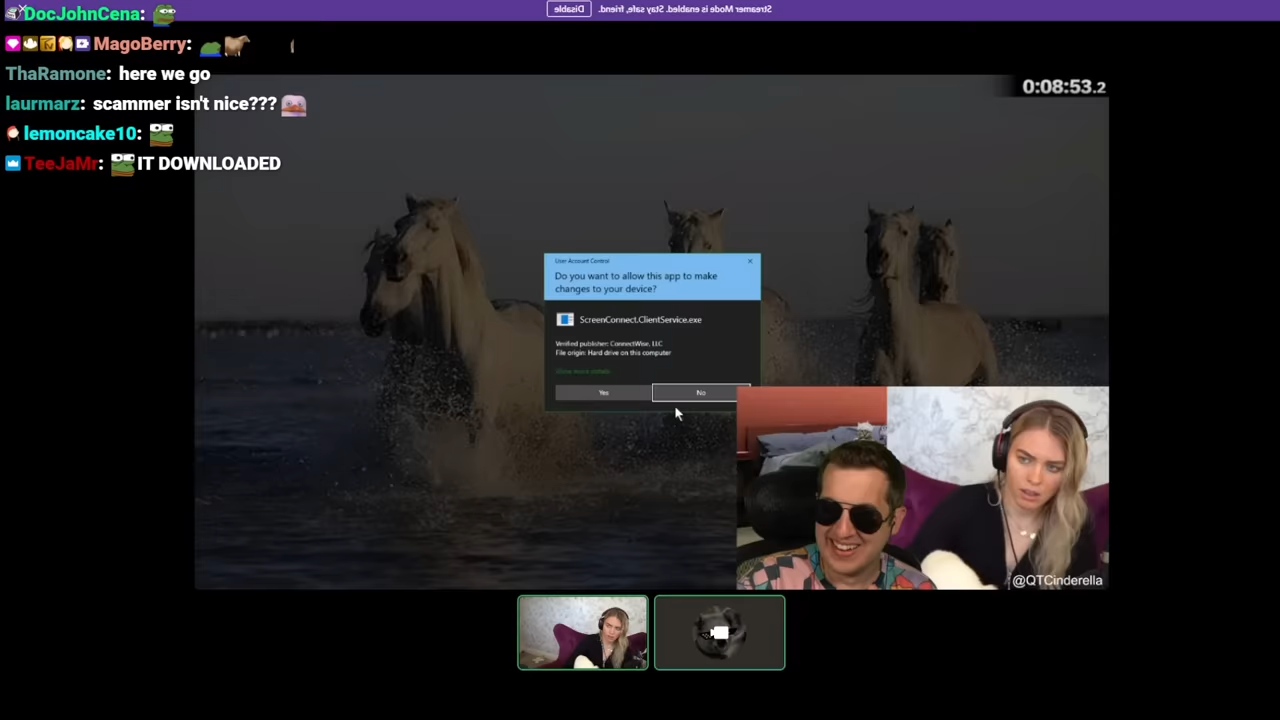 Streamer Mode is enabled. Stay safe, friend. Disable
DocJohnCena:
MagoBerry:
ThaRamone: here we go
laurmarz: scammer isn't nice???
lemoncake10:
TeeJaMr: IT DOWNLOADED
0:08:53.2
User Account Control
Do you want to allow this app to make
changes to your device?
ScreenConnect.ClientService.exe
Verified publisher: ConnectWise, LLC
File origin: Hard drive on this computer
Show more details
Yes No
@QTCinderella